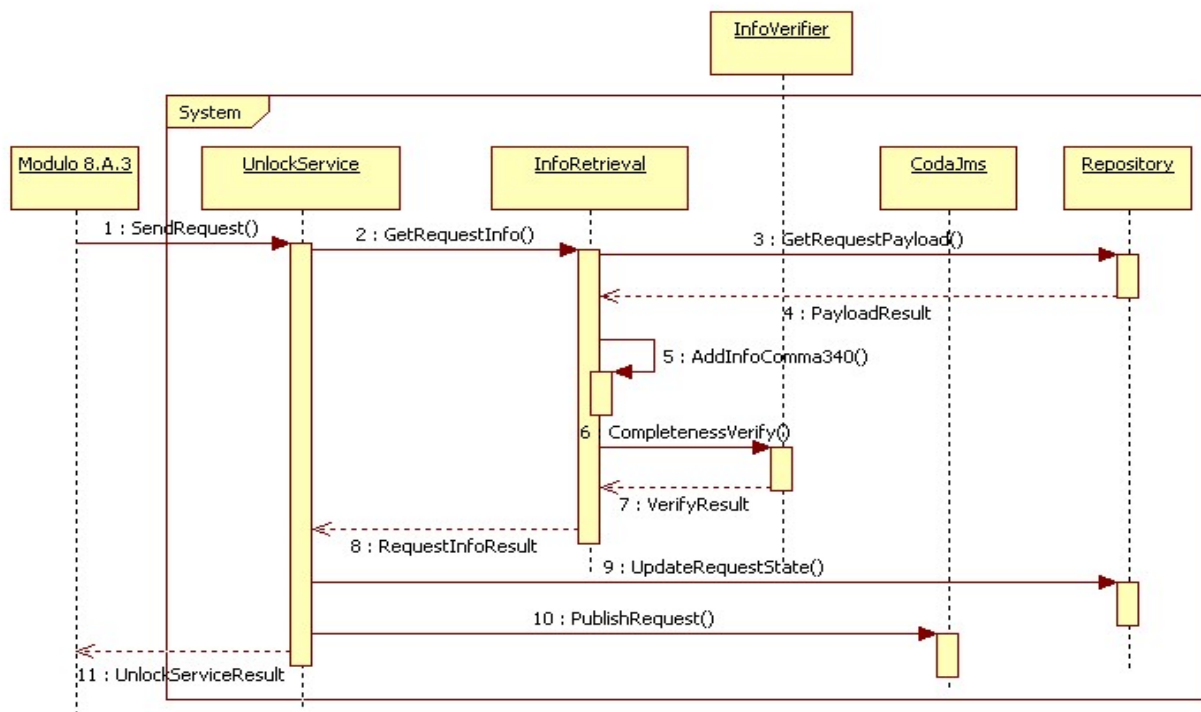 InfoVerifier
System
Modulo 8.A.3
UnlockService
InfoRetrieval
CodaJms
Repository
1 : SendRequest()
2 : GetRequestInfo()
3 : GetRequestPayload()
4 : PayloadResult
5 : AddInfoComma340()
6 : CompletenessVerify()
7 : VerifyResult
8 : RequestInfoResult
9 : UpdateRequestState()
10 : PublishRequest()
11 : UnlockServiceResult